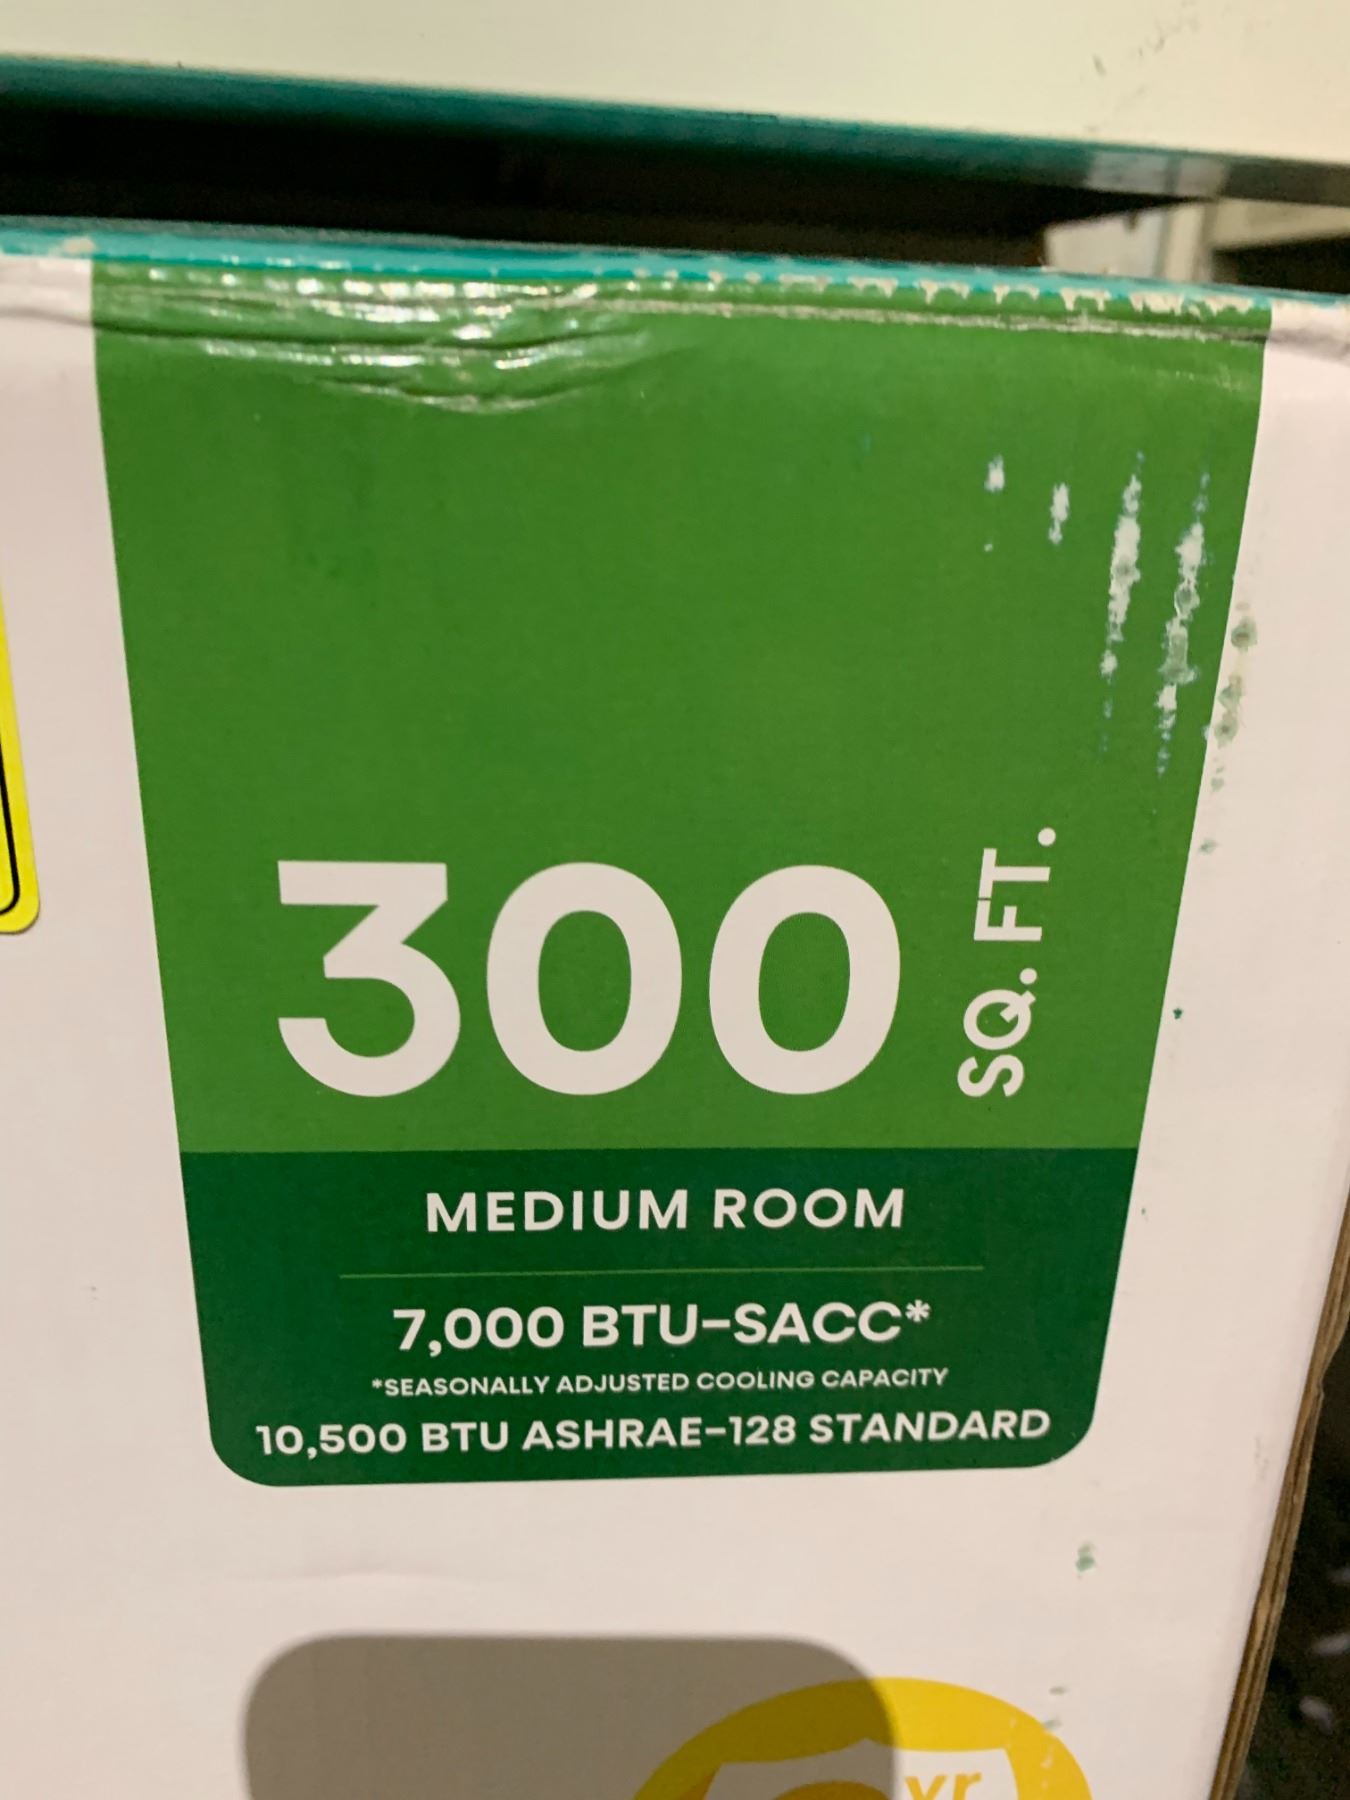 300 SQ. FT.
MEDIUM ROOM
7,000 BTU-SACC*
*SEASONALLY ADJUSTED COOLING CAPACITY
10,500 BTU ASHRAE-128 STANDARD
yr